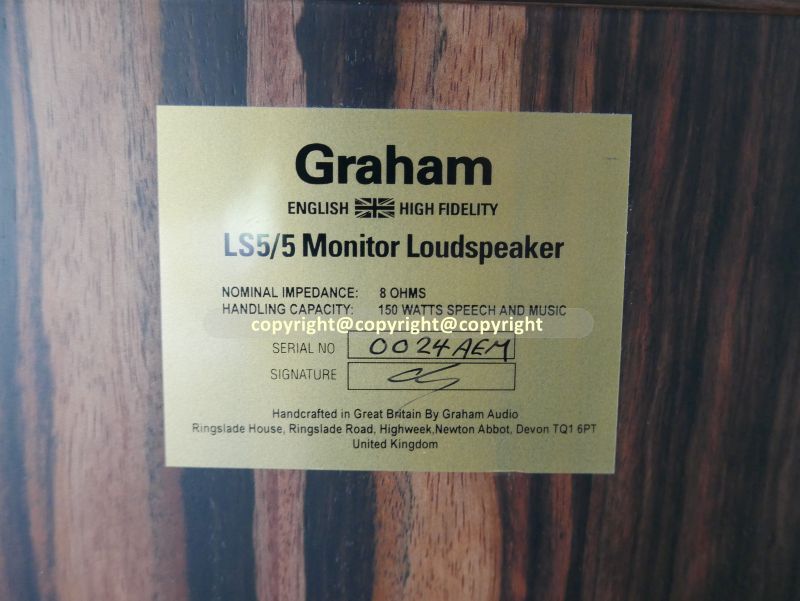 Graham
ENGLISH HIGH FIDELITY
LS5/5 Monitor Loudspeaker
NOMINAL IMPEDANCE: 8 OHMS
HANDLING CAPACITY: 150 WATTS SPEECH AND MUSIC
copyright@copyright@copyright
SERIAL NO 0024AEM
SIGNATURE
Handcrafted in Great Britain By Graham Audio
Ringslade House, Ringslade Road, Highweek,Newton Abbot, Devon TQ1 6PT
United Kingdom